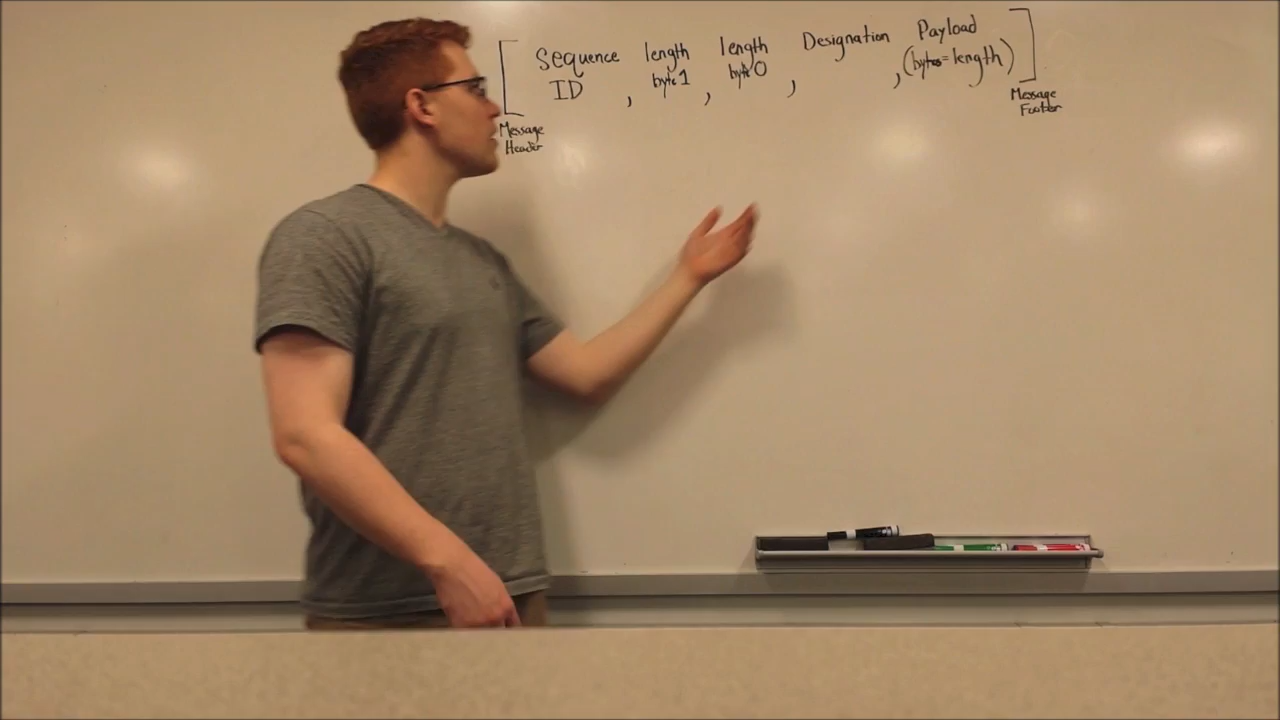 [ Sequence ID , length byte 1 , length byte 0 , Designation , Payload (bytes = length) ]
Message Header
Message Footer